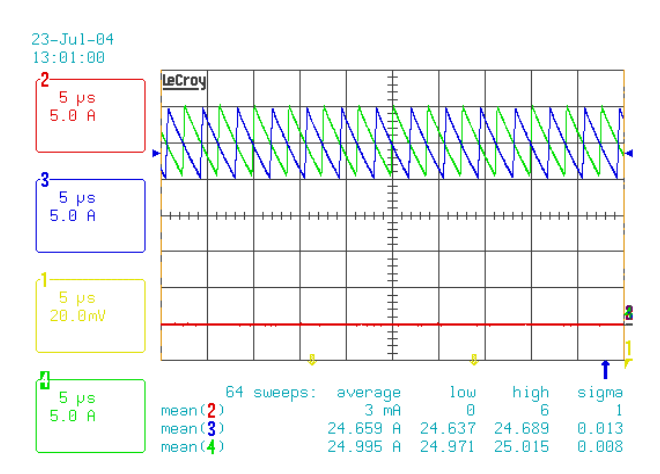 23-Jul-04
13:01:00
2
5 µs
5.0 A
LeCroy
3
5 µs
5.0 A
1
5 µs
20.0mV
4
5 µs
5.0 A
1
64 sweeps: average low high sigma
mean(2) 3 mA 0 6 1
mean(3) 24.659 A 24.637 24.689 0.013
mean(4) 24.995 A 24.971 25.015 0.008